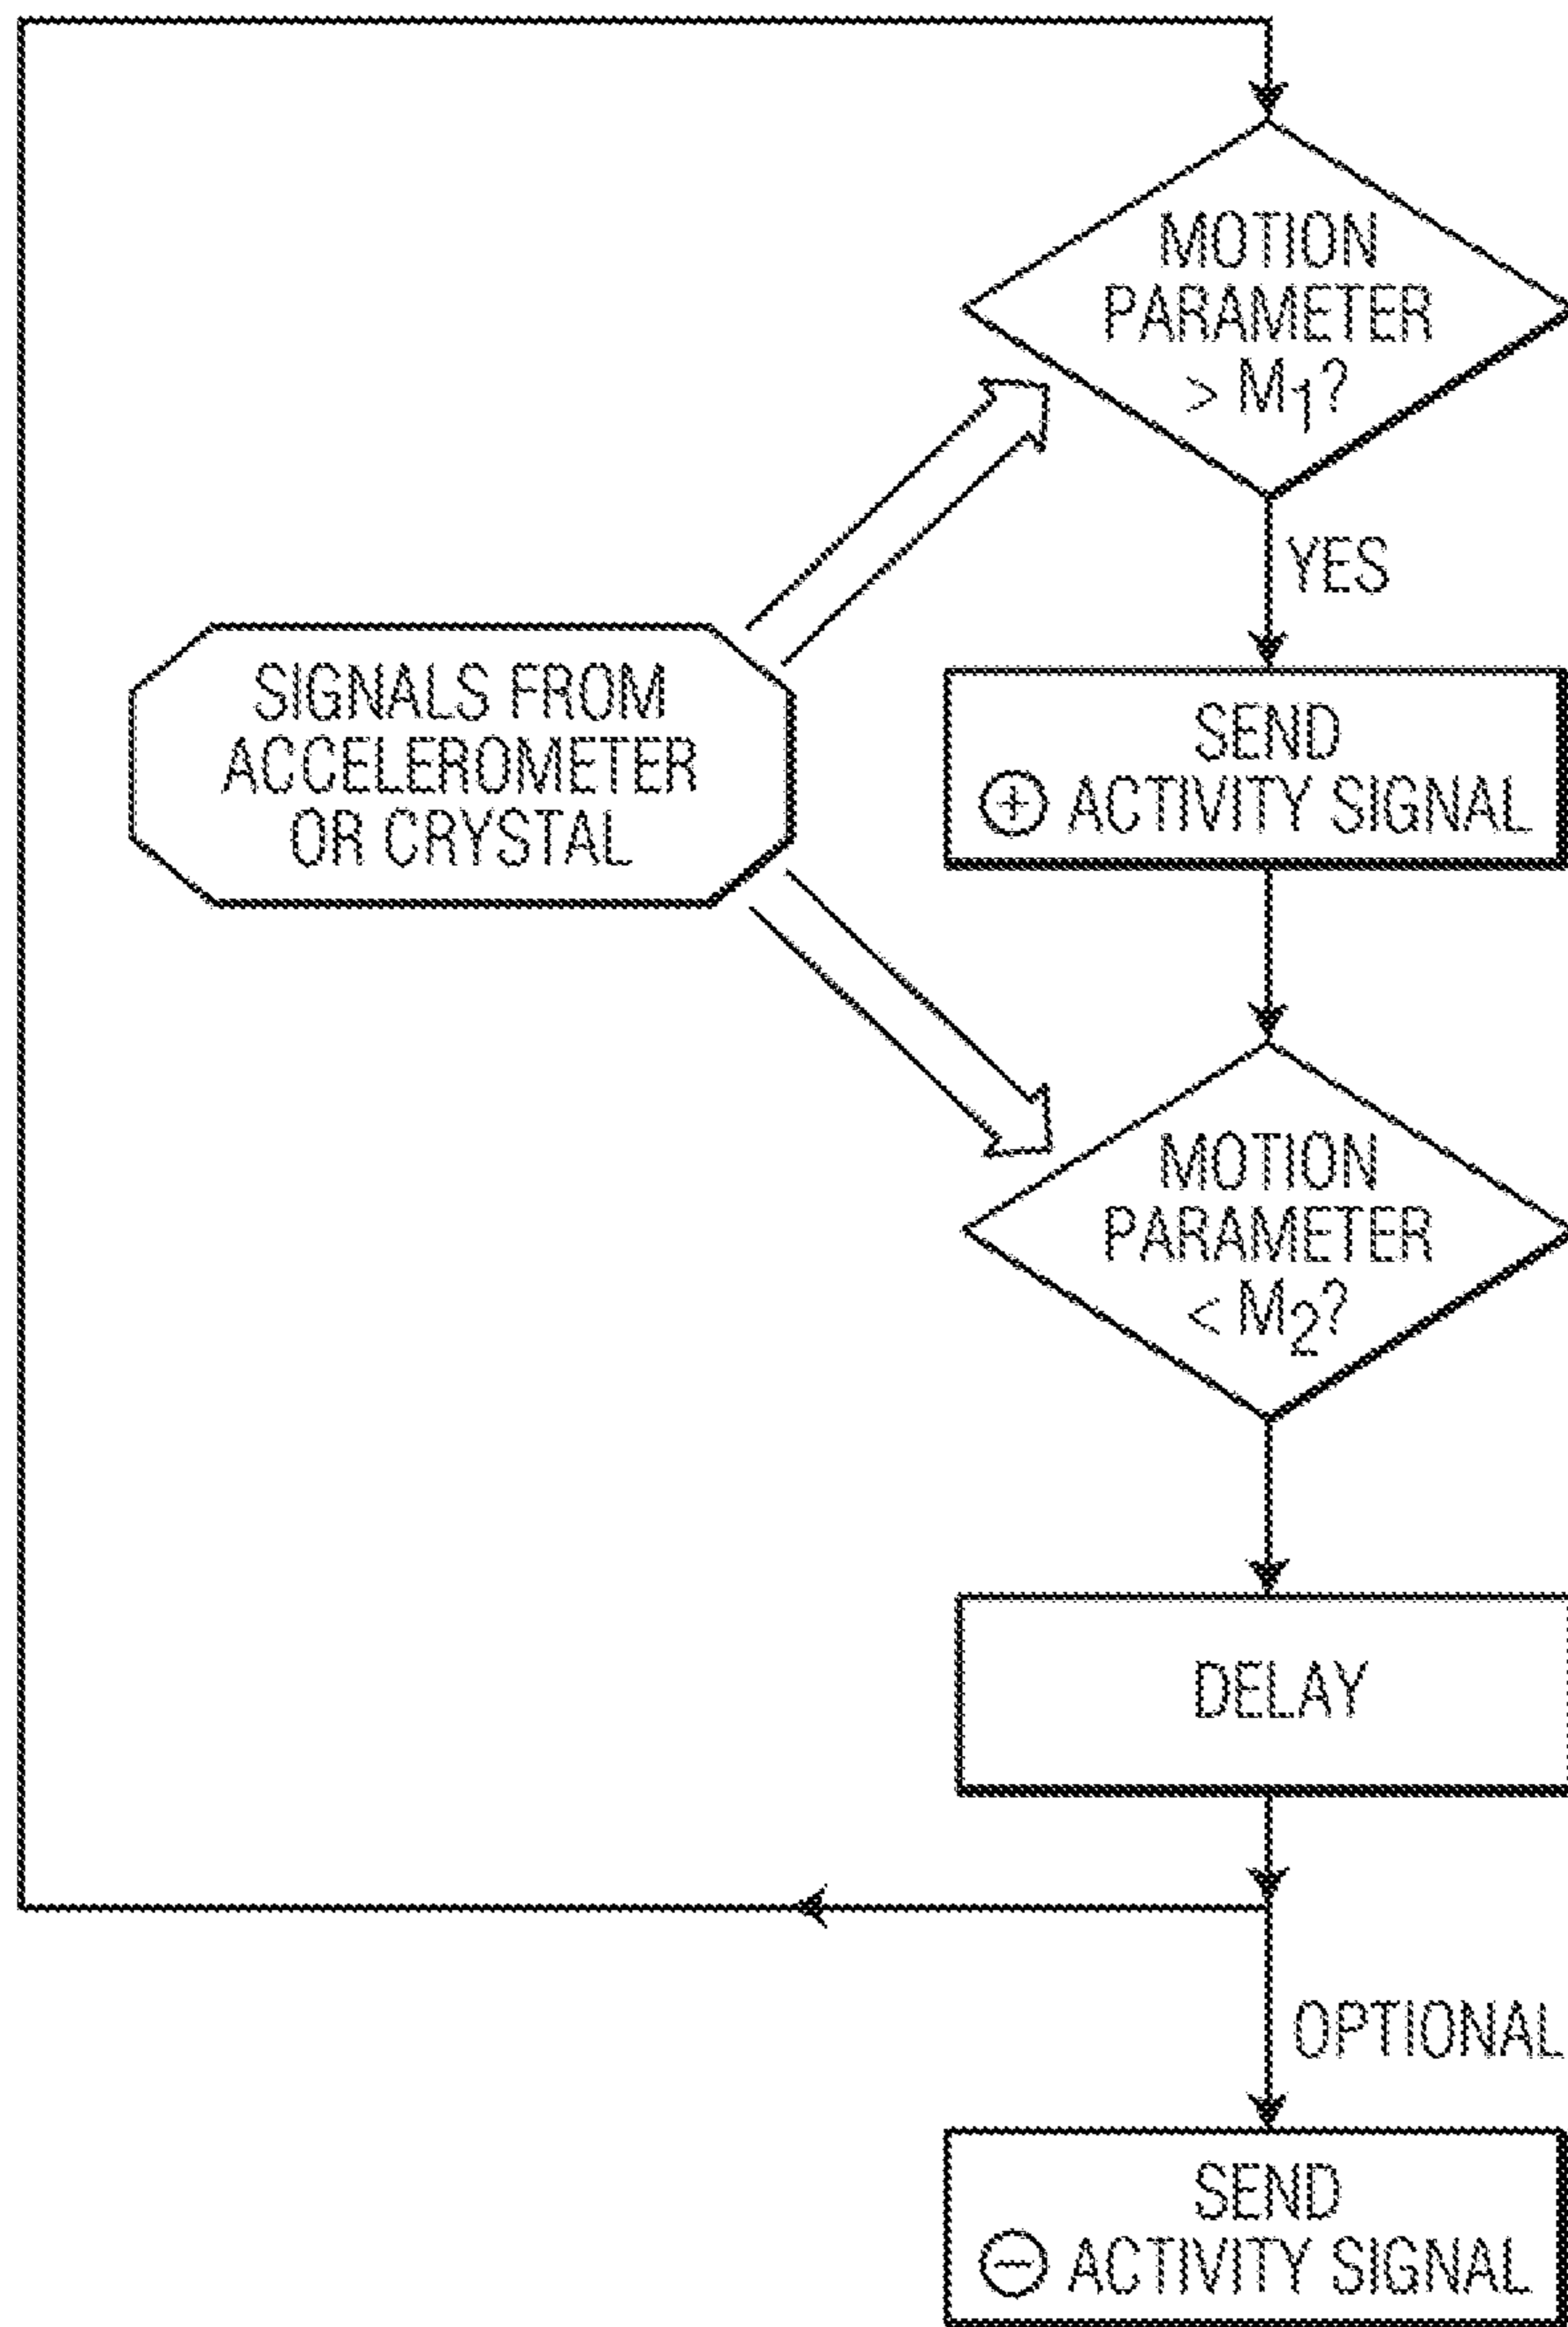 MOTION
PARAMETER
> M1?
YES
SIGNALS FROM
ACCELEROMETER
OR CRYSTAL
SEND
⊕ ACTIVITY SIGNAL
MOTION
PARAMETER
< M2?
DELAY
OPTIONAL
SEND
⊖ ACTIVITY SIGNAL